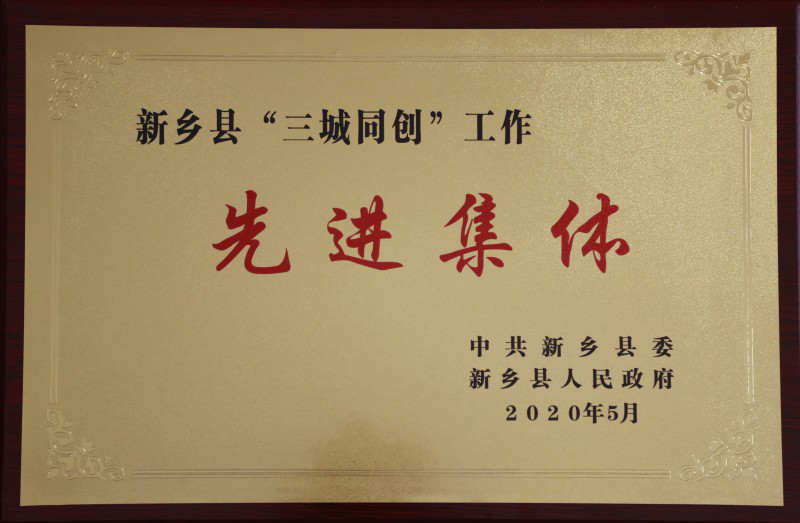 新乡县“三城同创”工作
先进集体
中共新乡县委
新乡县人民政府
2020年5月